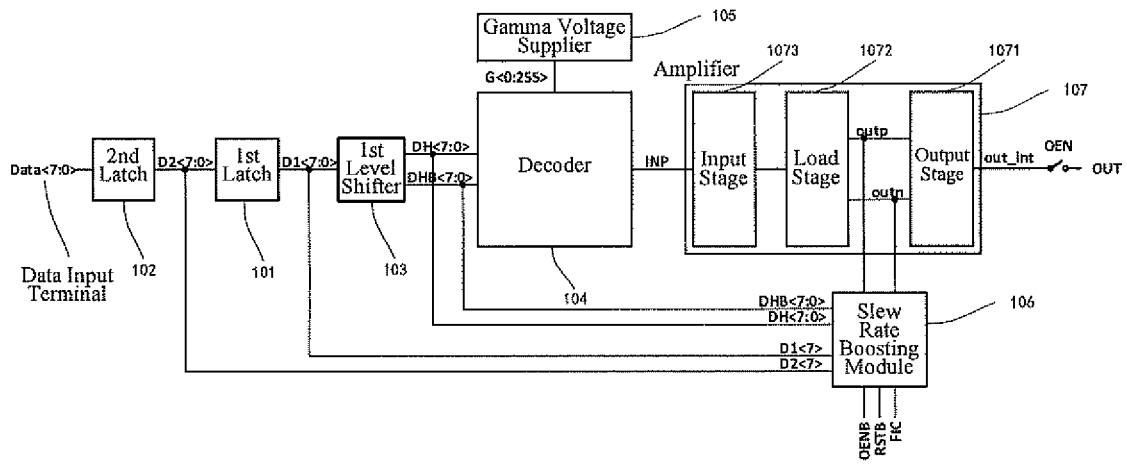 105
Gamma Voltage
Supplier
G<0:255>
1073
1072
1071
107
Amplifier
Data<7:0>
2nd
Latch
D2<7:0>
1st
Latch
D1<7:0>
1st
Level
Shifter
DH<7:0>
DHB<7:0>
Decoder
INP
Input
Stage
Load
Stage
outp
outn
Output
Stage
out_int
OEN
OUT
Data Input
Terminal
102
101
103
104
DHB<7:0>
DH<7:0>
D1<7>
D2<7>
Slew
Rate
Boosting
Module
106
OENB
RSTB